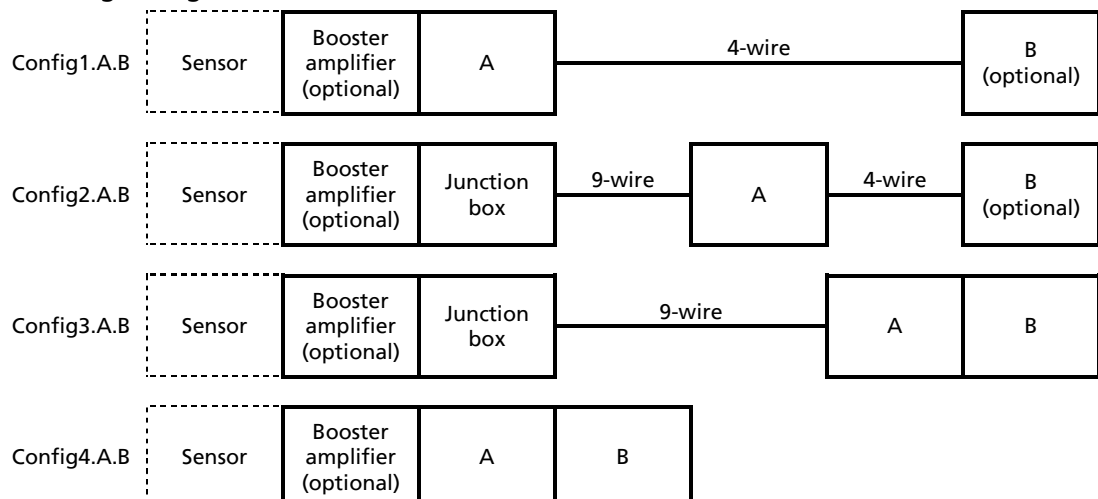 Config1.A.B
Sensor
Booster
amplifier
(optional)
A
4-wire
B
(optional)
Config2.A.B
Sensor
Booster
amplifier
(optional)
Junction
box
9-wire
A
4-wire
B
(optional)
Config3.A.B
Sensor
Booster
amplifier
(optional)
Junction
box
9-wire
A
B
Config4.A.B
Sensor
Booster
amplifier
(optional)
A
B